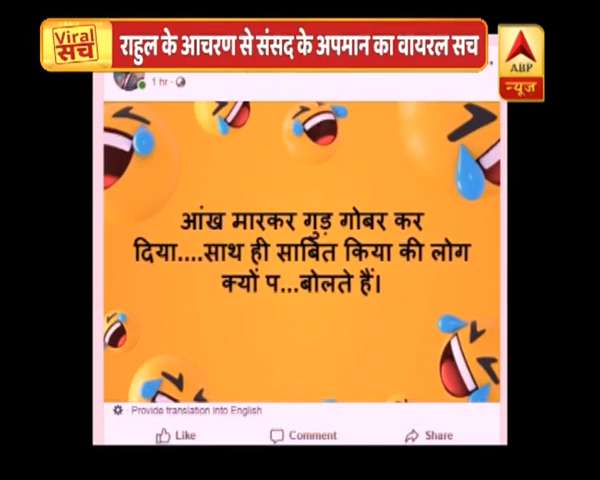 Viral
सच
राहुल के आचरण से संसद के अपमान का वायरल सच
ABP
न्यूज़
1 hr
आंख मारकर गुड़ गोबर कर
दिया....साथ ही साबित किया की लोग
क्यों प...बोलते हैं।
Provide translation into English
Like
Comment
Share